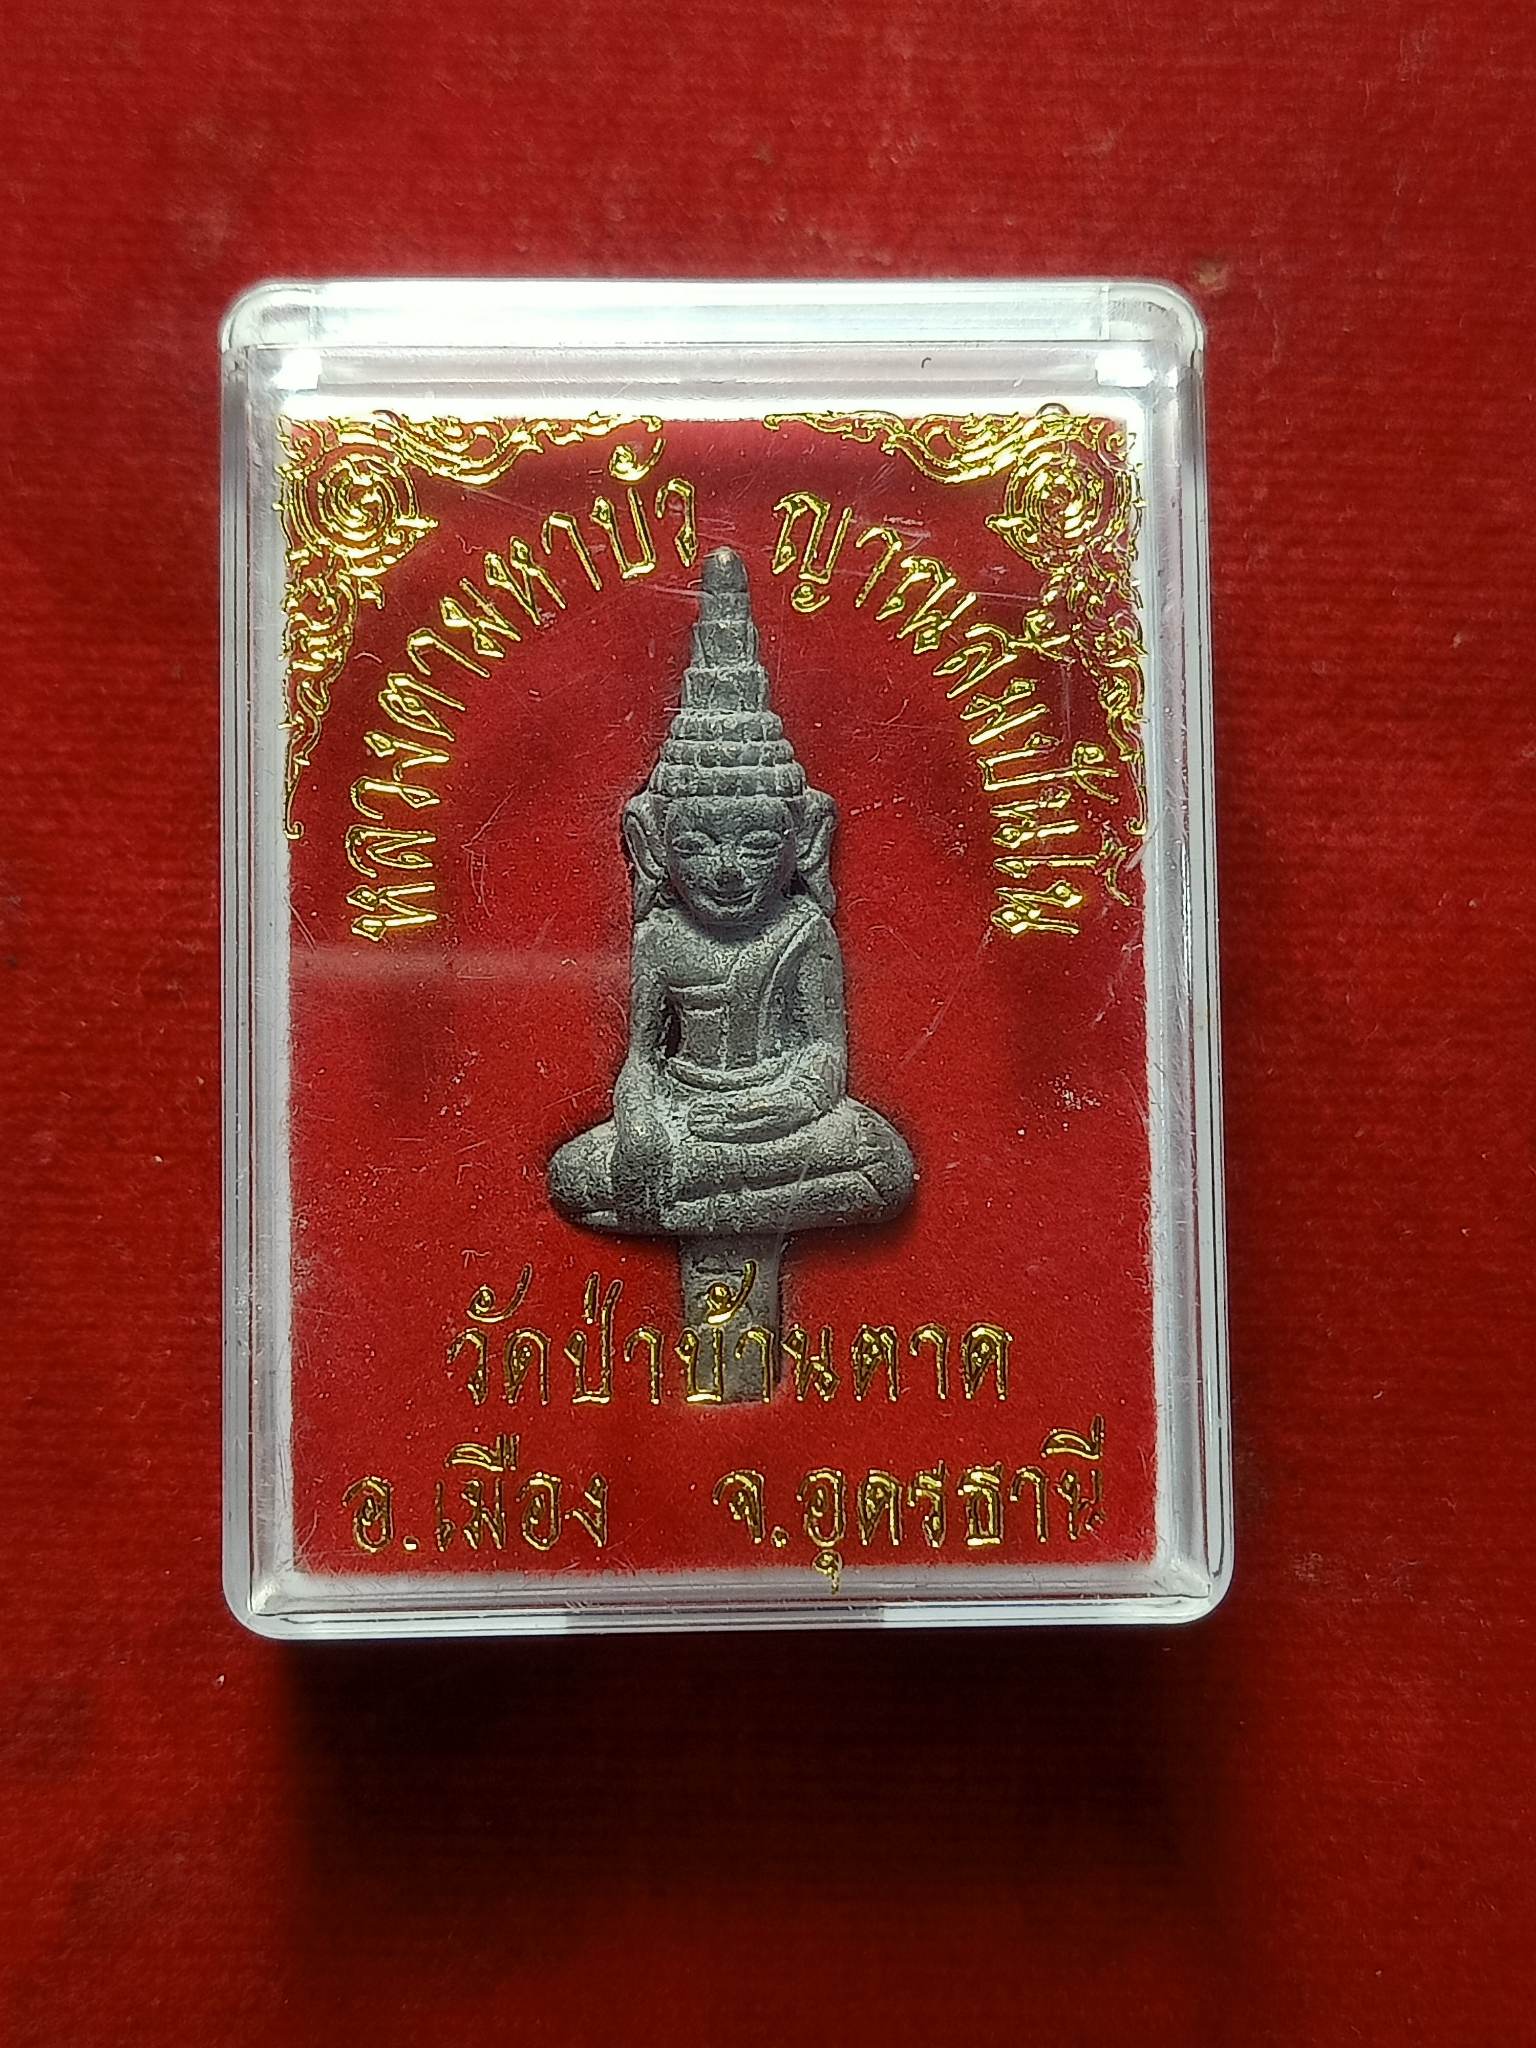 หลวงตามหาบัว ญาณสัมปันโน
วัดป่าบ้านตาด
อ.เมือง จ.อุดรธานี